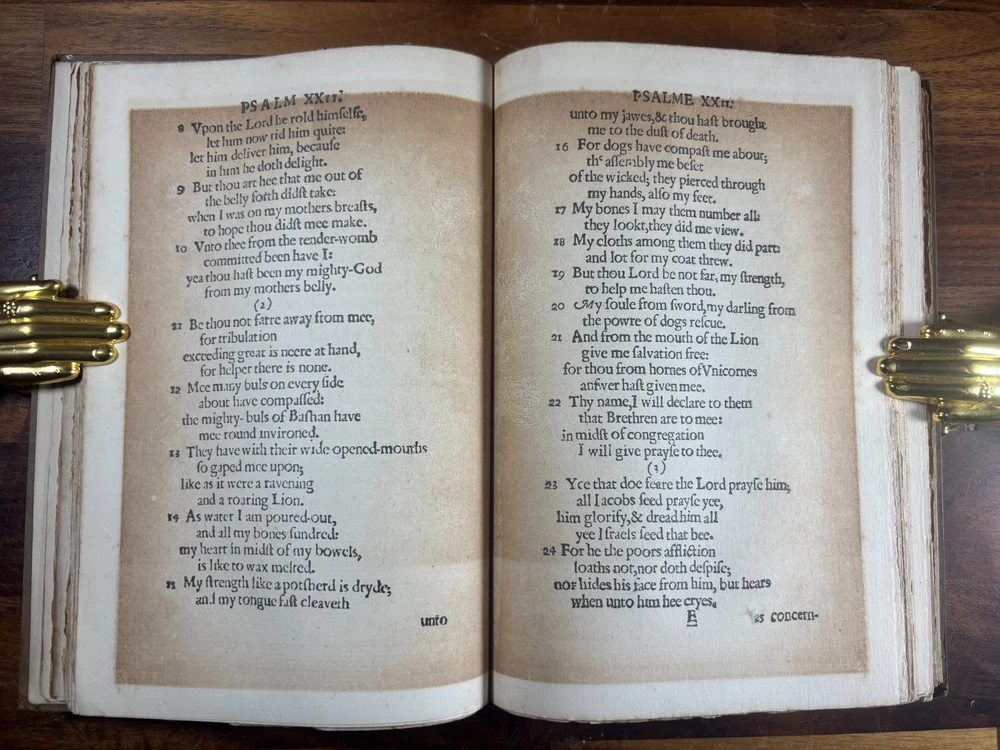 PSALM XXII.
8 Vpon the Lord he rold himselfe,
let him now rid him quite:
let him deliver him, because
in him he doth delight.
9 But thou art hee that me out of
the belly forth didst take:
when I was on my mothers breasts,
to hope thou didst mee make.
10 Vnto thee from the tender-womb
committed been have I:
yea thou hast been my mighty-God
from my mothers belly.
(2)
11 Be thou not farre away from mee,
for tribulation
exceeding great is neere at hand,
for helper there is none.
12 Mee many buls on every side
about have compassed:
the mighty-buls of Bashan have
mee round invironed.
13 They have with their wide-opened-mouths
so gaped mee upon;
like as it were a ravening
and a roaring Lion.
14 As water I am poured-out,
and all my bones sundred:
my heart in midst of my bowels,
is like to wax melted.
15 My strength like a potsherd is dryde;
and my tongue fast cleaveth
unto
PSALME XXII.
unto my jawes,& thou hast brought
me to the dust of death.
16 For dogs have compast me about;
th' assembly me beset
of the wicked; they pierced through
my hands, also my feet.
17 My bones I may them number all:
they lookt, they did me view.
18 My cloths among them they did part:
and lot for my coat threw.
19 But thou Lord be not far, my strength,
to help me hasten thou.
20 My soule from sword, my darling from
the powre of dogs rescue.
21 And from the mouth of the Lion
give me salvation free:
for thou from hornes of Vnicornes
answer hast given mee.
22 Thy name, I will declare to them
that Brethren are to mee:
in midst of congregation
I will give prayse to thee.
(3)
23 Yee that doe feare the Lord prayse him,
all Iacobs seed prayse yee,
him glorify,& dread him all
yee Israels seed that bee.
24 For he the poors affliction
loaths not, nor doth despise;
nor hides his face from him, but hears
when unto him hee cryes.
E
25 concern-